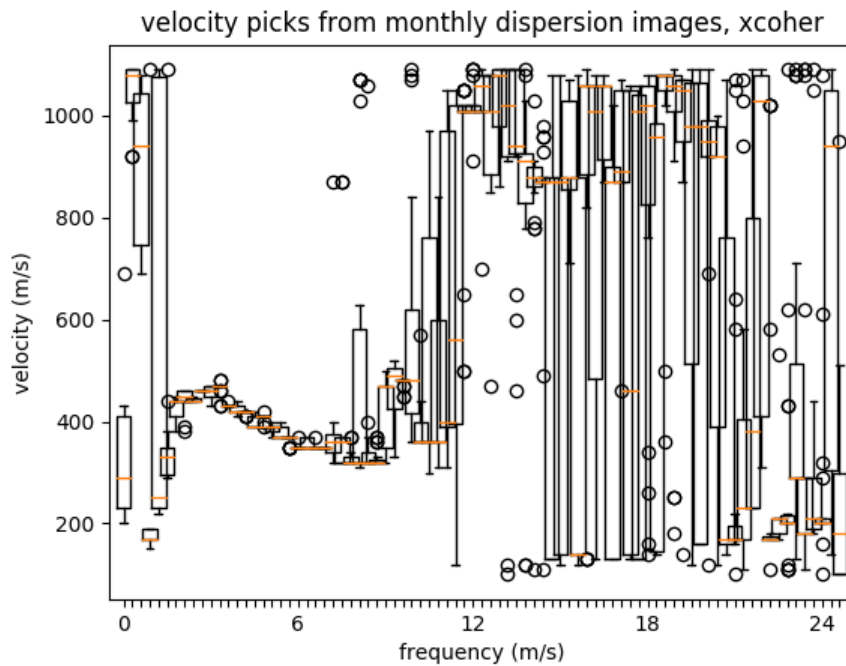 velocity picks from monthly dispersion images, xcoher
1000
800
600
400
200
velocity (m/s)
0 6 12 18 24
frequency (m/s)